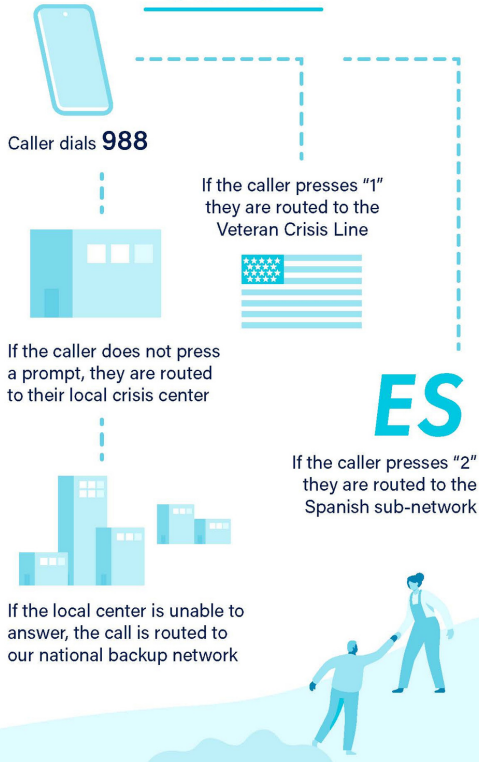 Caller dials 988
If the caller presses “1”
they are routed to the
Veteran Crisis Line
If the caller does not press
a prompt, they are routed
to their local crisis center
ES
If the caller presses “2”
they are routed to the
Spanish sub-network
If the local center is unable to
answer, the call is routed to
our national backup network